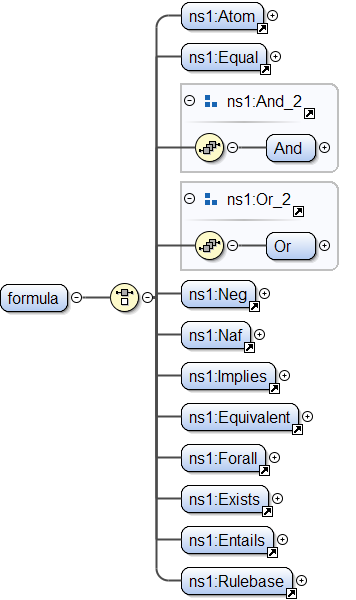 ns1:Atom
ns1:Equal
ns1:And_2
And
ns1:Or_2
Or
formula
ns1:Neg
ns1:Naf
ns1:Implies
ns1:Equivalent
ns1:Forall
ns1:Exists
ns1:Entails
ns1:Rulebase